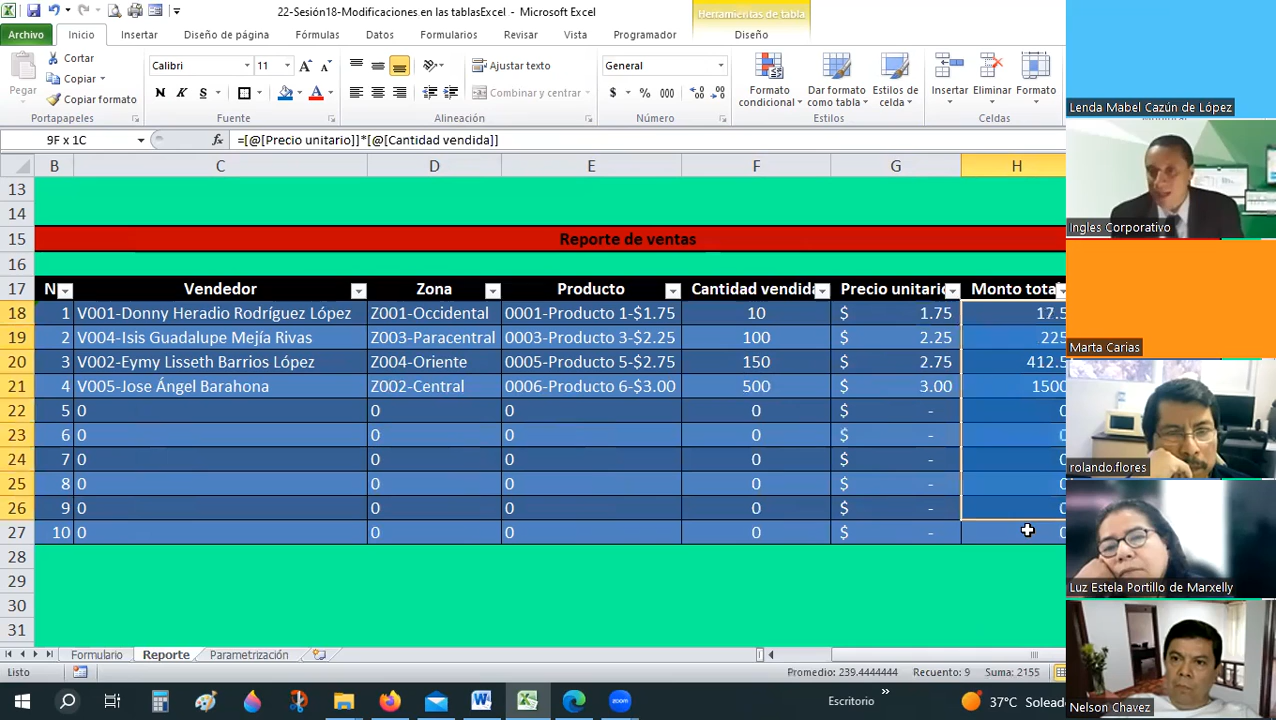 22-Sesión18-Modificaciones en las tablasExcel - Microsoft Excel
Herramientas de tabla
Archivo Inicio Insertar Diseño de página Fórmulas Datos Formularios Revisar Vista Programador Diseño
Pegar
Cortar
Copiar
Copiar formato
Portapapeles
Calibri 11
N K S
Fuente
Ajustar texto
Combinar y centrar
Alineación
General
$ % 000
Número
Formato condicional
Dar formato como tabla
Estilos de celda
Estilos
Insertar
Eliminar
Formato
Celdas
9F x 1C
fx =[@[Precio unitario]]*[@[Cantidad vendida]]
B C D E F G H
13
14
15 Reporte de ventas
16
17 N Vendedor Zona Producto Cantidad vendida Precio unitario Monto total
18 1 V001-Donny Heradio Rodríguez López Z001-Occidental 0001-Producto 1-$1.75 10 $ 1.75 17.5
19 2 V004-Isis Guadalupe Mejía Rivas Z003-Paracentral 0003-Producto 3-$2.25 100 $ 2.25 225
20 3 V002-Eymy Lisseth Barrios López Z004-Oriente 0005-Producto 5-$2.75 150 $ 2.75 412.5
21 4 V005-Jose Ángel Barahona Z002-Central 0006-Producto 6-$3.00 500 $ 3.00 1500
22 5 0 0 0 0 $ - 0
23 6 0 0 0 0 $ - 0
24 7 0 0 0 0 $ - 0
25 8 0 0 0 0 $ - 0
26 9 0 0 0 0 $ - 0
27 10 0 0 0 0 $ - 0
28
29
30
31
Formulario Reporte Parametrización
Listo
Promedio: 239.4444444 Recuento: 9 Suma: 2155
Escritorio
37°C Soleado
zoom
Lenda Mabel Cazún de López
Ingles Corporativo
Marta Carias
rolando.flores
Luz Estela Portillo de Marxelly
Nelson Chavez